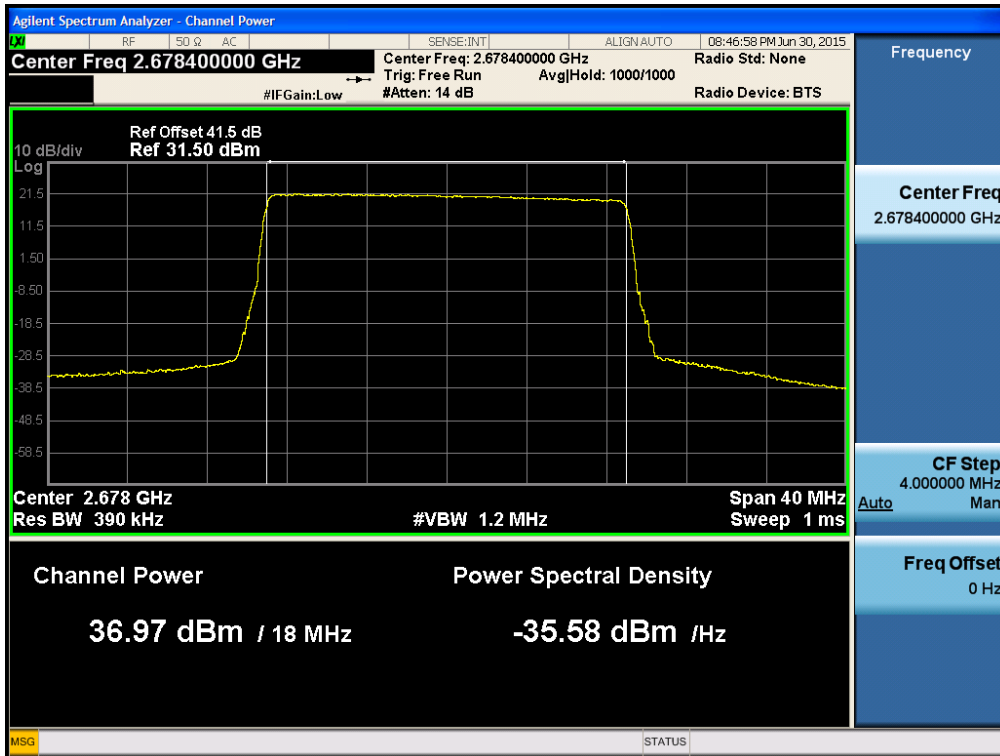 Agilent Spectrum Analyzer - Channel Power
LXI RF 50 Ω AC SENSE:INT ALIGN AUTO 08:46:58 PM Jun 30, 2015
Center Freq 2.678400000 GHz
Center Freq: 2.678400000 GHz Radio Std: None
Trig: Free Run Avg|Hold: 1000/1000
#IFGain:Low #Atten: 14 dB Radio Device: BTS
Ref Offset 41.5 dB
10 dB/div Ref 31.50 dBm
Log
21.5
11.5
1.50
-8.50
-18.5
-28.5
-38.5
-48.5
-58.5
Center 2.678 GHz Span 40 MHz
Res BW 390 kHz #VBW 1.2 MHz Sweep 1 ms
Channel Power Power Spectral Density
36.97 dBm / 18 MHz -35.58 dBm /Hz
Frequency
Center Freq
2.678400000 GHz
CF Step
4.000000 MHz
Auto Man
Freq Offset
0 Hz
MSG STATUS